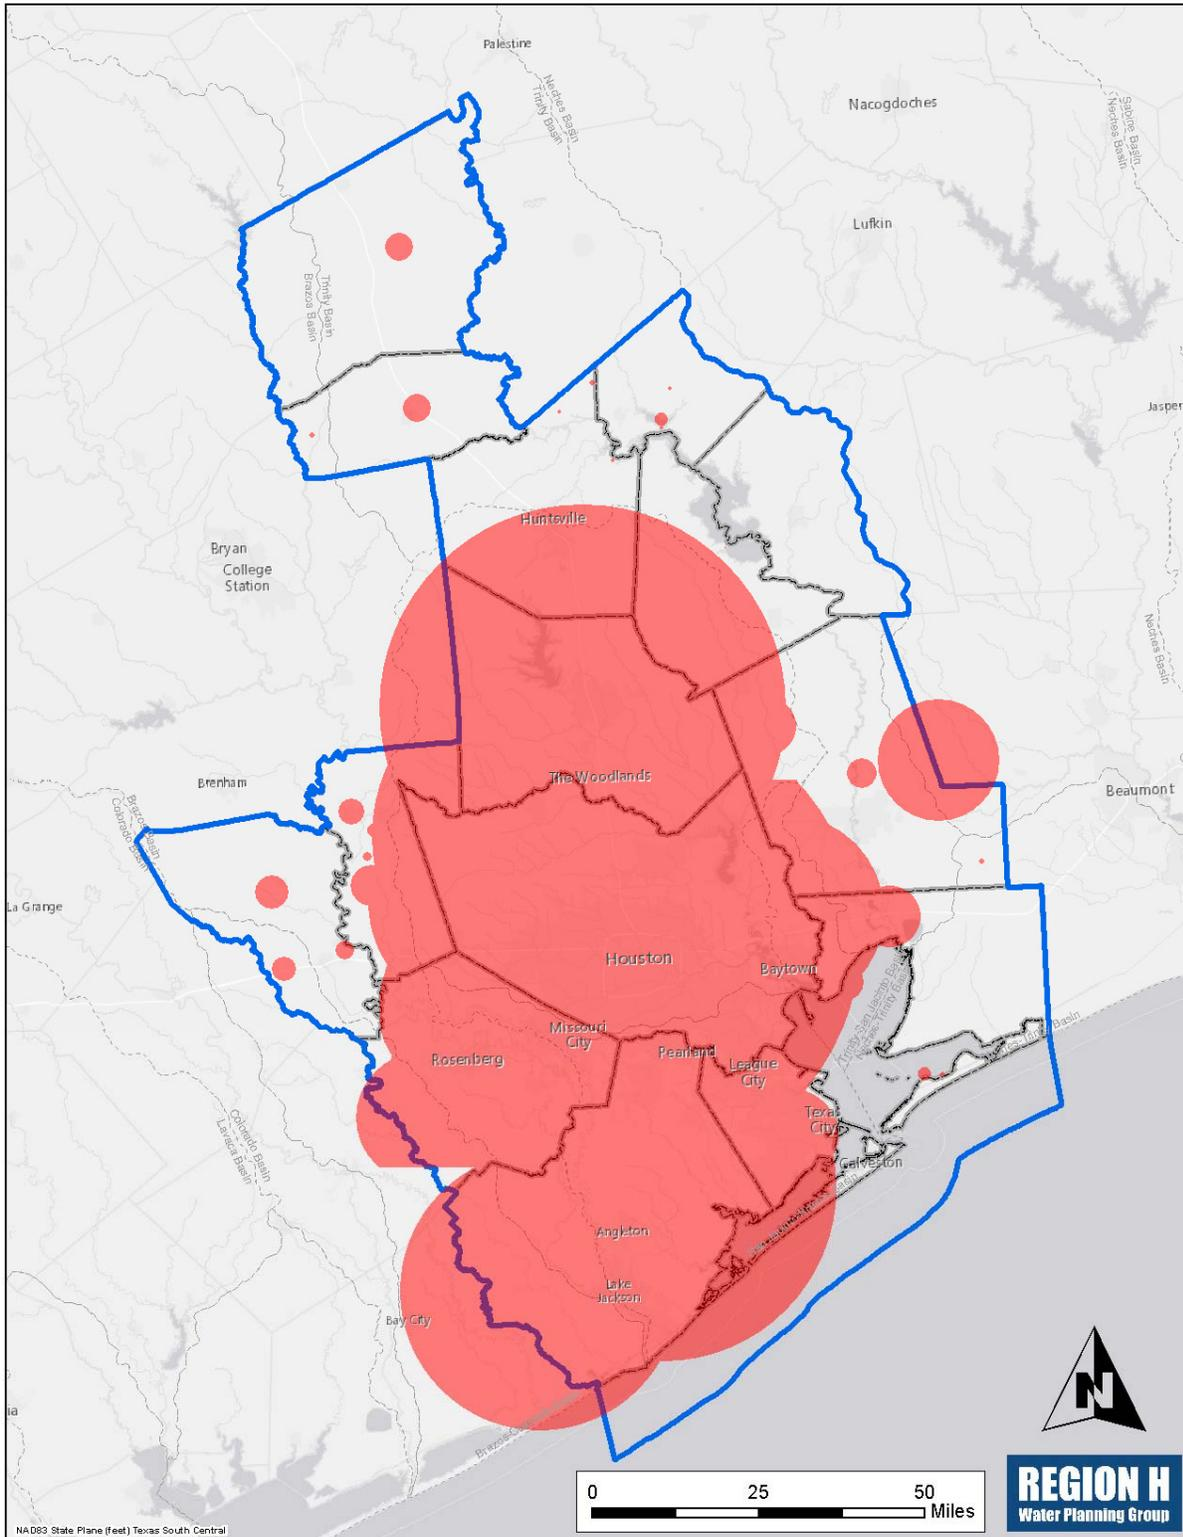 Palestine
Neches Basin
Trinity Basin
Nacogdoches
Sabine Basin
Neches Basin
Lufkin
Trinity Basin
Brazos Basin
Jasper
Huntsville
Bryan
College
Station
Neches Basin
The Woodlands
Brenham
Beaumont
Brazos Basin
Colorado Basin
La Grange
Houston
Baytown
Missouri
City
Pearland
Rosenberg
League
City
Texas
City
Colorado Basin
Lavaca Basin
Galveston
Angleton
Lake
Jackson
Bay City
N
0 25 50
Miles
REGION H
Water Planning Group
NAD83 State Plane (feet) Texas South Central